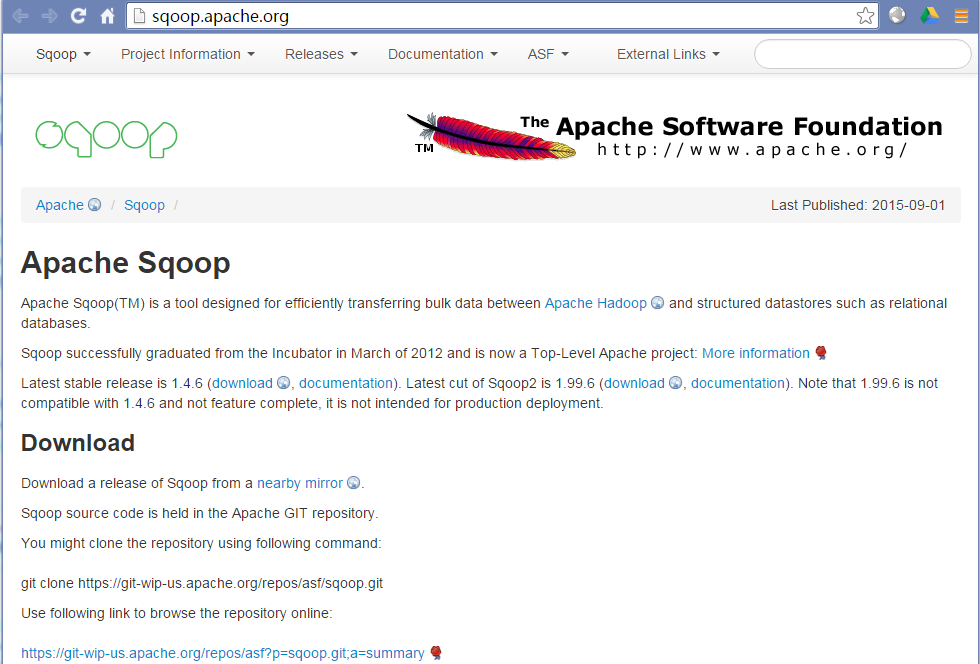 sqoop.apache.org
Sqoop Project Information Releases Documentation ASF External Links
sqoop
The Apache Software Foundation
TM http://www.apache.org/
Apache / Sqoop / Last Published: 2015-09-01
Apache Sqoop
Apache Sqoop(TM) is a tool designed for efficiently transferring bulk data between Apache Hadoop and structured datastores such as relational
databases.
Sqoop successfully graduated from the Incubator in March of 2012 and is now a Top-Level Apache project: More information
Latest stable release is 1.4.6 (download , documentation). Latest cut of Sqoop2 is 1.99.6 (download , documentation). Note that 1.99.6 is not
compatible with 1.4.6 and not feature complete, it is not intended for production deployment.
Download
Download a release of Sqoop from a nearby mirror .
Sqoop source code is held in the Apache GIT repository.
You might clone the repository using following command:
git clone https://git-wip-us.apache.org/repos/asf/sqoop.git
Use following link to browse the repository online:
https://git-wip-us.apache.org/repos/asf?p=sqoop.git;a=summary